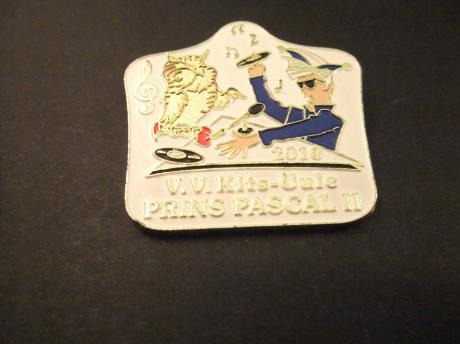 2010
V.V. Kits-Uule
PRINS PASCAL II